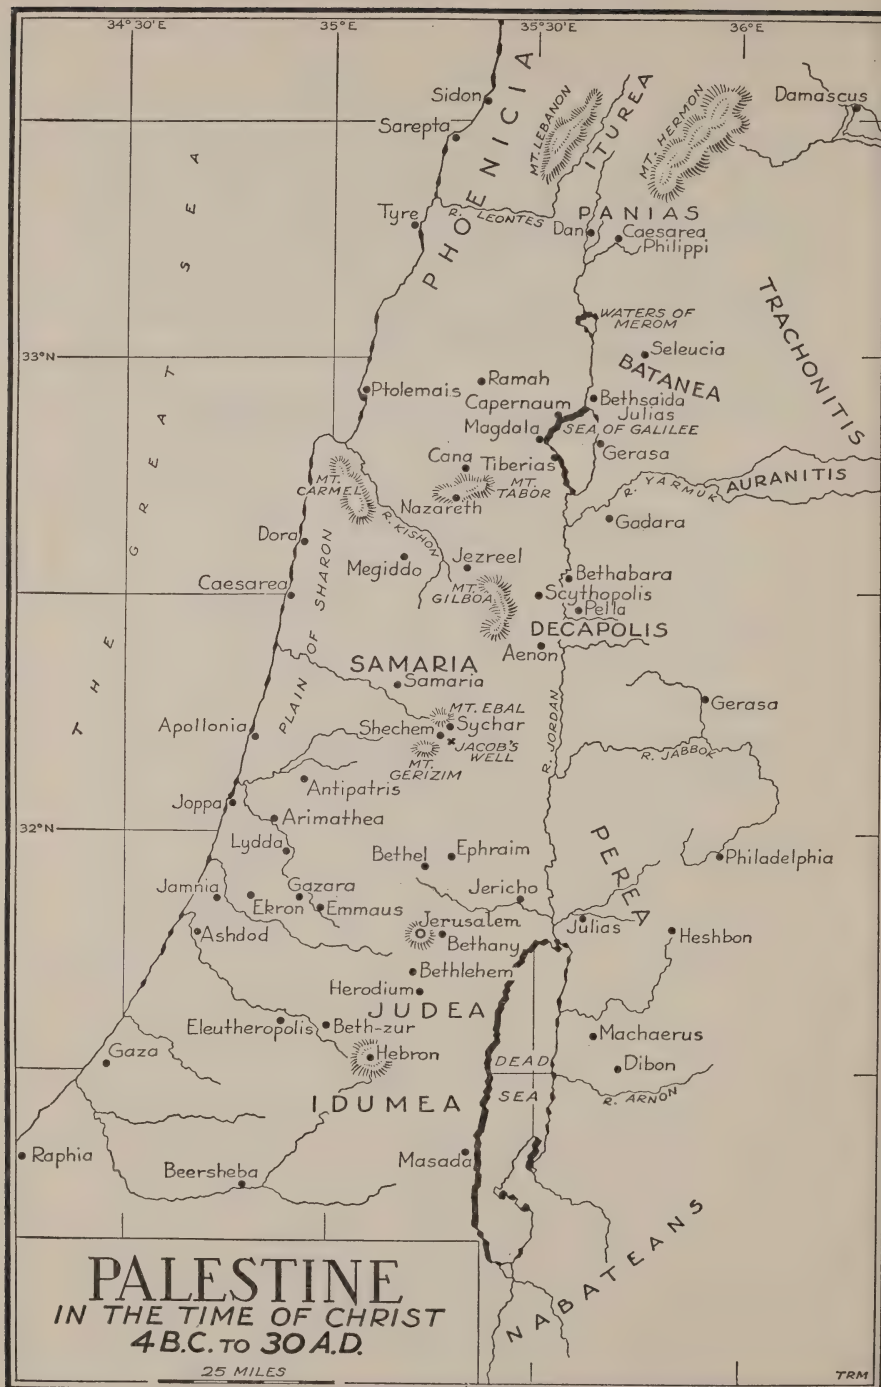 34°30'E
35°E
35°30'E
36°E
PHOENICIA
Sidon
Sarepta
MT. LEBANON
ITUREA
MT. HERMON
Damascus
THE GREAT SEA
Tyre
R. LEONTES
PANIAS
Dan
Caesarea
Philippi
WATERS OF
MEROM
TRACHONITIS
33°N
Seleucia
BATANEA
Ptolemais
Ramah
Capernaum
Bethsaida
Julias
Magdala
SEA OF GALILEE
Gerasa
Cana
Tiberias
MT.
CARMEL
MT.
TABOR
Nazareth
R. YARMUK
AURANITIS
R. KISHON
Gadara
Dora
Megiddo
Jezreel
MT.
GILBOA
Bethabara
Caesarea
PLAIN OF SHARON
Scythopolis
Pella
DECAPOLIS
Aenon
SAMARIA
Samaria
Gerasa
MT. EBAL
Apollonia
Shechem
Sychar
JACOB'S
WELL
MT.
GERIZIM
R. JORDAN
R. JABBOK
Antipatris
Joppa
Arimathea
32°N
Lydda
Bethel
Ephraim
PEREA
Philadelphia
Jamnia
Ekron
Gazara
Emmaus
Jericho
Julias
Ashdod
Jerusalem
Bethany
Heshbon
Bethlehem
Herodium
JUDEA
Eleutheropolis
Beth-zur
Machaerus
Gaza
Hebron
DEAD
SEA
Dibon
R. ARNON
IDUMEA
Raphia
Masada
Beersheba
NABATEANS
PALESTINE
IN THE TIME OF CHRIST
4 B.C. TO 30 A.D.
25 MILES
TRM